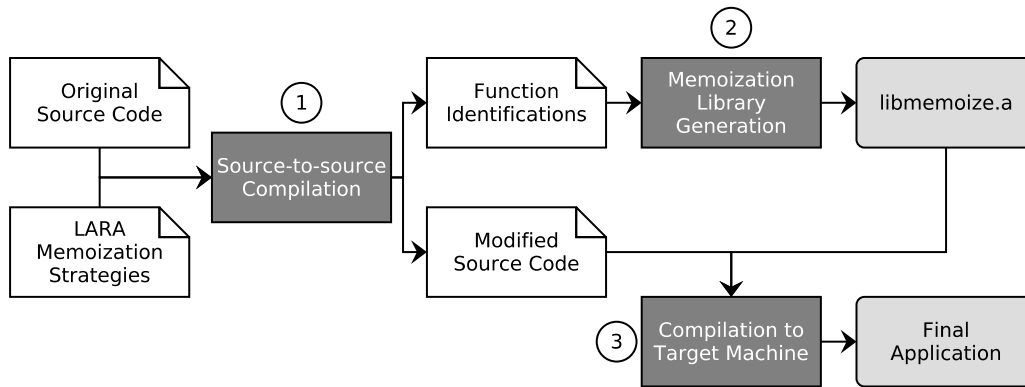 2
Original
Source Code
1
Function
Identifications
Memoization
Library
Generation
libmemoize.a
Source-to-source
Compilation
LARA
Memoization
Strategies
Modified
Source Code
3
Compilation to
Target Machine
Final
Application